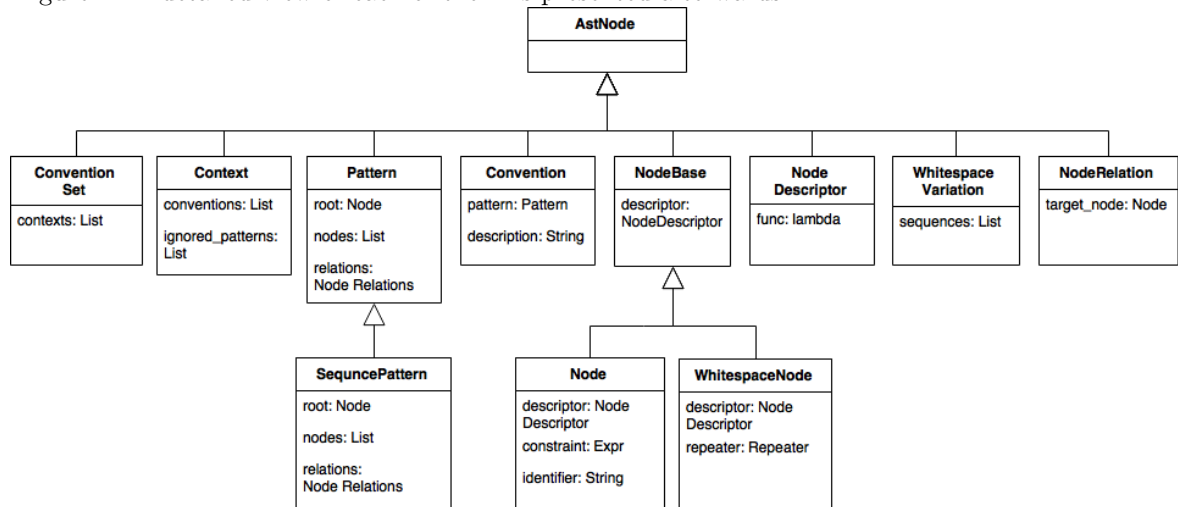 AstNode
Convention
Set
contexts: List
Context
conventions: List
ignored_patterns:
List
Pattern
root: Node
nodes: List
relations:
Node Relations
Convention
pattern: Pattern
description: String
NodeBase
descriptor:
NodeDescriptor
Node
Descriptor
func: lambda
Whitespace
Variation
sequences: List
NodeRelation
target_node: Node
SequncePattern
root: Node
nodes: List
relations:
Node Relations
Node
descriptor: Node
Descriptor
constraint: Expr
identifier: String
WhitespaceNode
descriptor: Node
Descriptor
repeater: Repeater